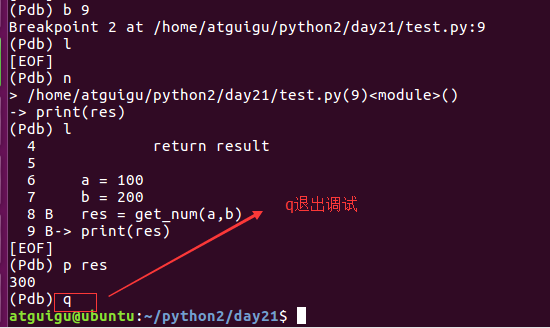 (Pdb) b 9
Breakpoint 2 at /home/atguigu/python2/day21/test.py:9
(Pdb) l
[EOF]
(Pdb) n
> /home/atguigu/python2/day21/test.py(9)<module>()
-> print(res)
(Pdb) l
  4             return result
  5
  6     a = 100
  7     b = 200
  8 B   res = get_num(a,b)
q退出调试
  9 B-> print(res)
[EOF]
(Pdb) p res
300
(Pdb) q
atguigu@ubuntu:~/python2/day21$